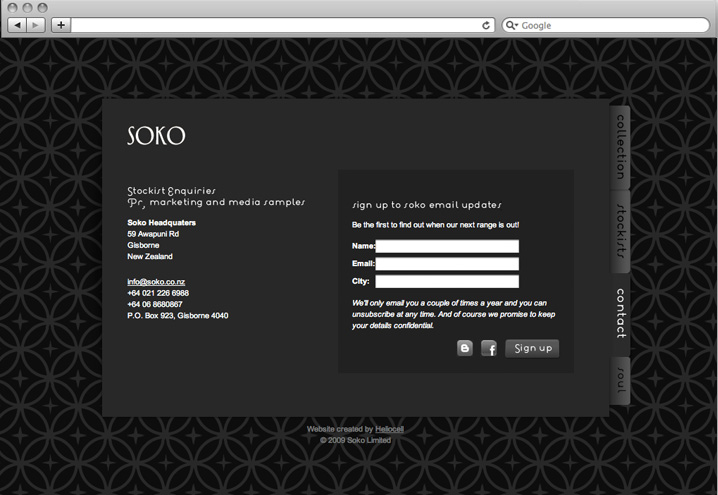 Google
SOKO
Stockist Enquiries
Pr, marketing and media samples
Soko Headquaters
59 Awapuni Rd
Gisborne
New Zealand
info@soko.co.nz
+64 021 226 6988
+64 06 8680867
P.O. Box 923, Gisborne 4040
sign up to soko email updates
Be the first to find out when our next range is out!
Name:
Email:
City:
We'll only email you a couple of times a year and you can
unsubscribe at any time. And of course we promise to keep
your details confidential.
Sign up
collection
stockists
contact
soul
Website created by Hellocell
© 2009 Soko Limited